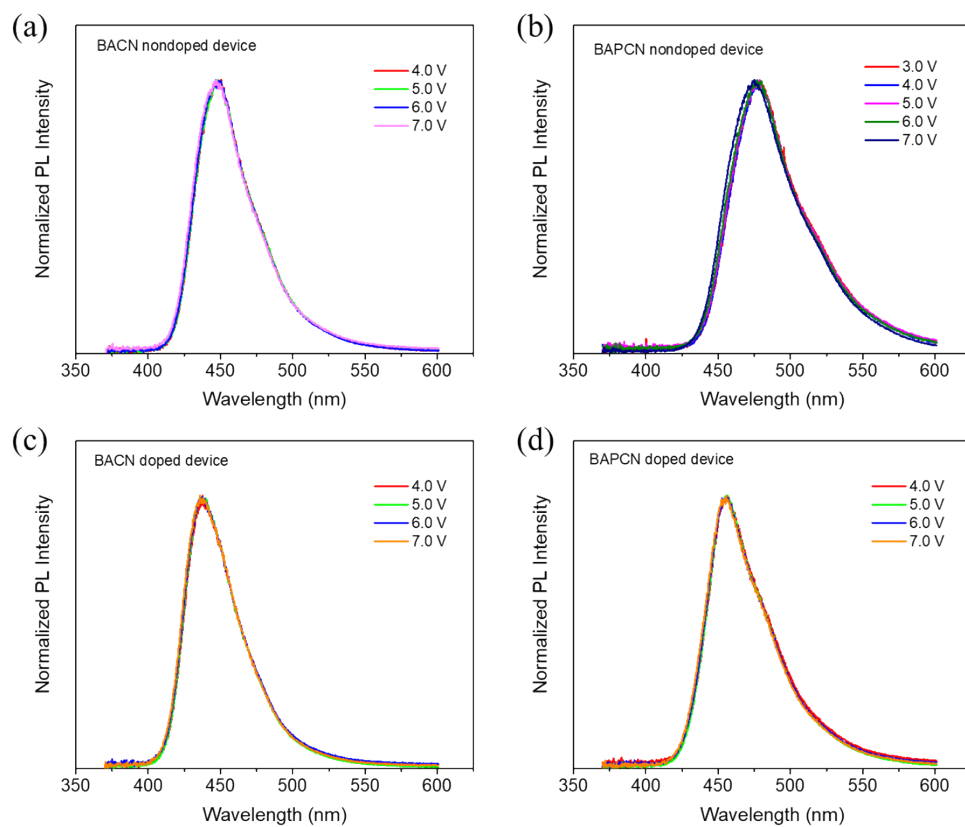 (a)
BACN nondoped device
4.0 V
5.0 V
6.0 V
7.0 V
Normalized PL Intensity
350 400 450 500 550 600
Wavelength (nm)
(b)
BAPCN nondoped device
3.0 V
4.0 V
5.0 V
6.0 V
7.0 V
Normalized PL Intensity
350 400 450 500 550 600
Wavelength (nm)
(c)
BACN doped device
4.0 V
5.0 V
6.0 V
7.0 V
Normalized PL Intensity
350 400 450 500 550 600
Wavelength (nm)
(d)
BAPCN doped device
4.0 V
5.0 V
6.0 V
7.0 V
Normalized PL Intensity
350 400 450 500 550 600
Wavelength (nm)